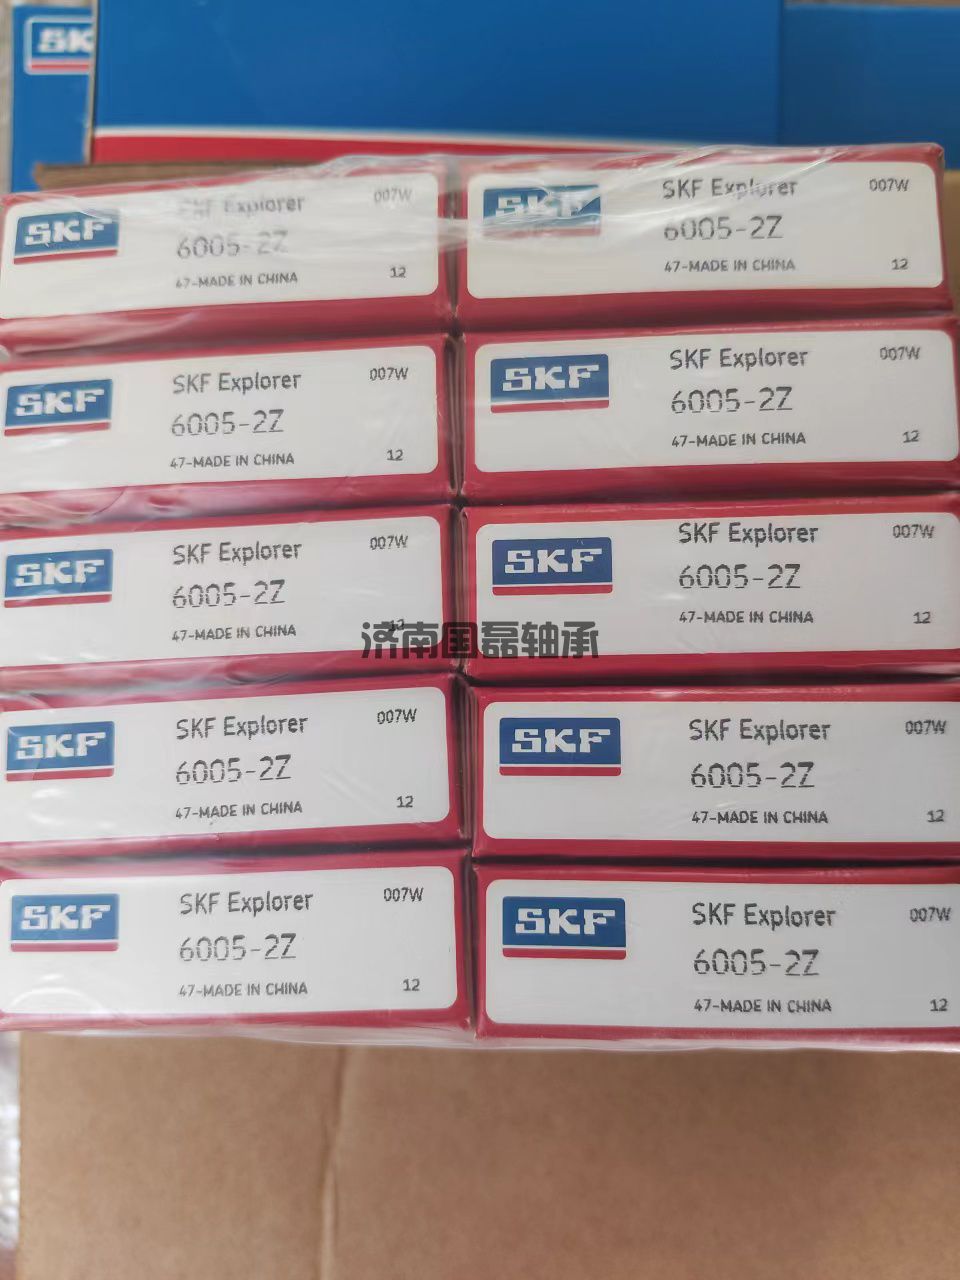 SK
SKF
SKF Explorer
007W
6005-2Z
47-MADE IN CHINA
12
SKF
SKF Explorer
007W
6005-2Z
47-MADE IN CHINA
12
SKF
SKF Explorer
007W
6005-2Z
47-MADE IN CHINA
12
SKF
SKF Explorer
007W
6005-2Z
47-MADE IN CHINA
12
SKF
SKF Explorer
007W
6005-2Z
47-MADE IN CHINA
12
SKF
SKF Explorer
007W
6005-2Z
47-MADE IN CHINA
12
济南国磊轴承
SKF
SKF Explorer
007W
6005-2Z
47-MADE IN CHINA
12
SKF
SKF Explorer
007W
6005-2Z
47-MADE IN CHINA
12
SKF
SKF Explorer
007W
6005-2Z
47-MADE IN CHINA
12
SKF
SKF Explorer
007W
6005-2Z
47-MADE IN CHINA
12